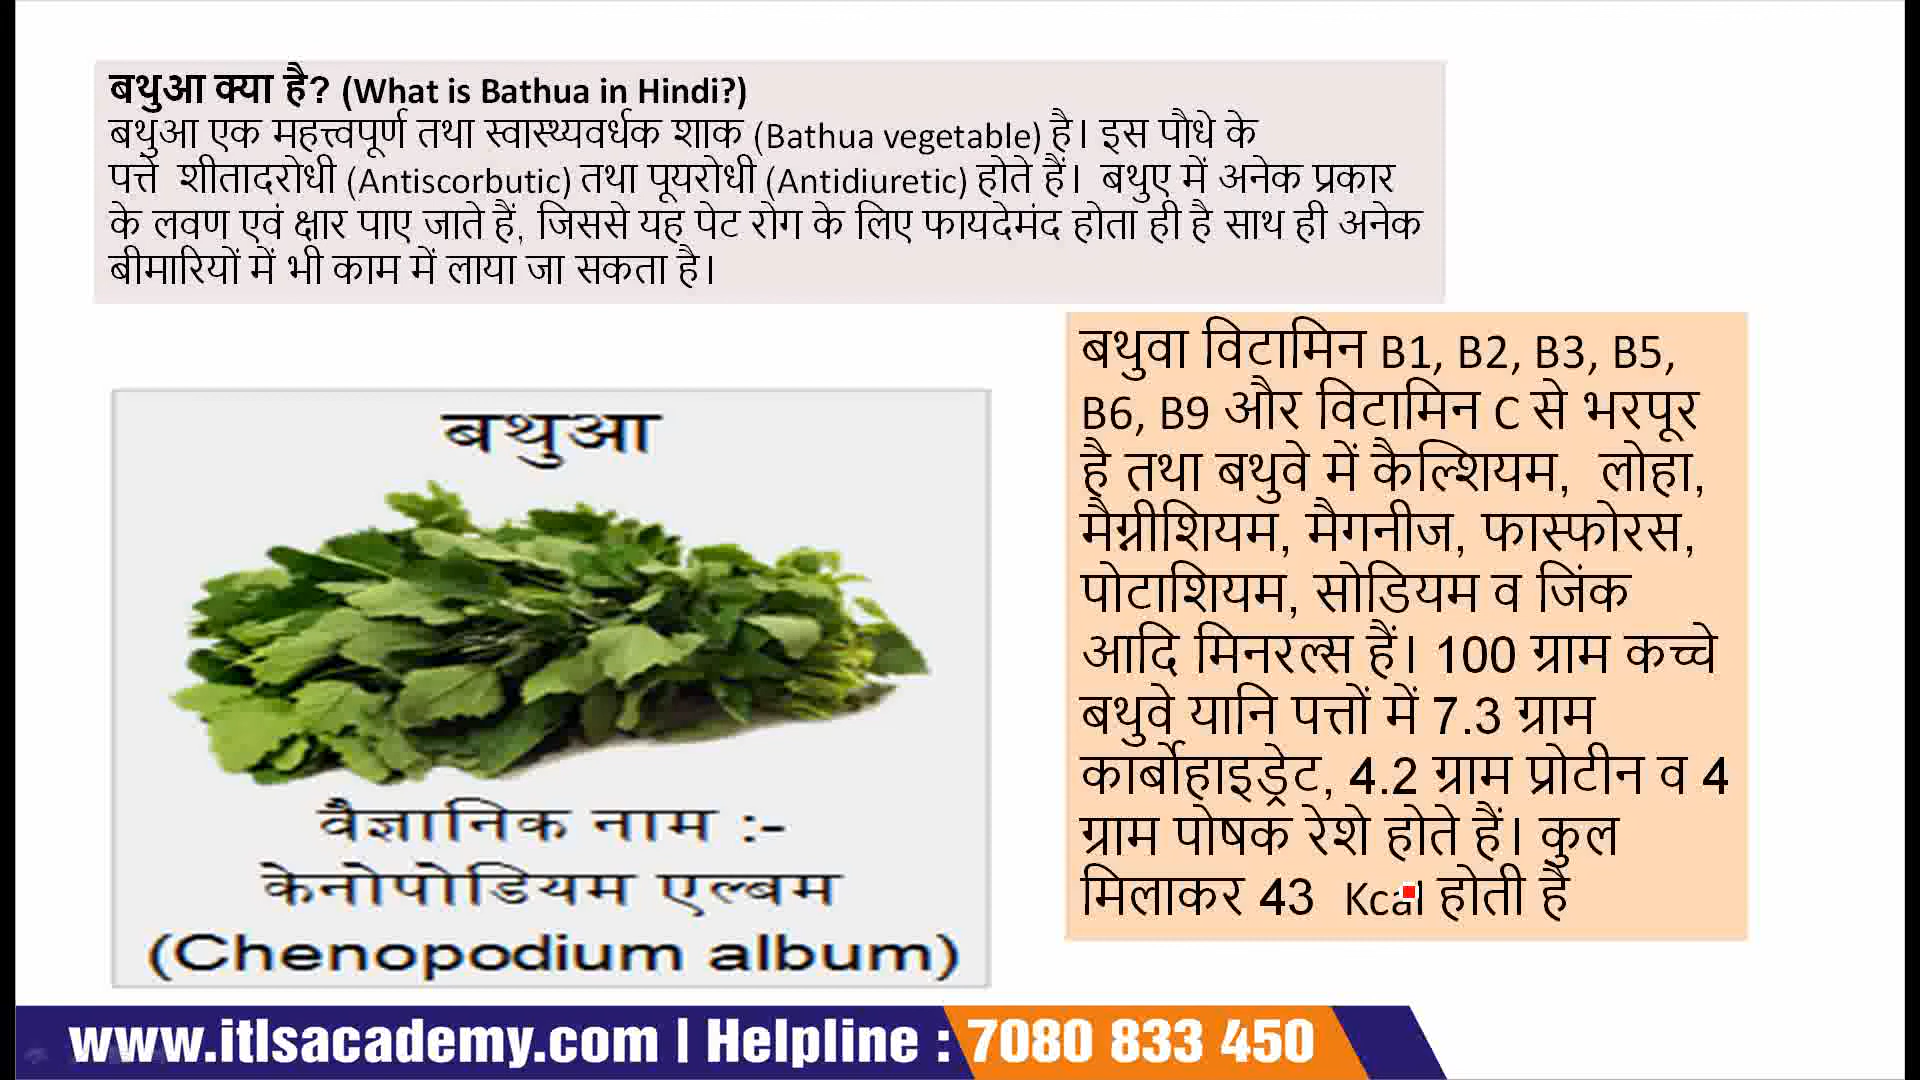 बथुआ क्या है? (What is Bathua in Hindi?)
बथुआ एक महत्त्वपूर्ण तथा स्वास्थ्यवर्धक शाक (Bathua vegetable) है। इस पौधे के
पत्ते शीतादरोधी (Antiscorbutic) तथा पूयरोधी (Antidiuretic) होते हैं। बथुए में अनेक प्रकार
के लवण एवं क्षार पाए जाते हैं, जिससे यह पेट रोग के लिए फायदेमंद होता ही है साथ ही अनेक
बीमारियों में भी काम में लाया जा सकता है।
बथुआ
वैज्ञानिक नाम :-
केनोपोडियम एल्बम
(Chenopodium album)
बथुवा विटामिन B1, B2, B3, B5,
B6, B9 और विटामिन C से भरपूर
है तथा बथुवे में कैल्शियम, लोहा,
मैग्नीशियम, मैगनीज, फास्फोरस,
पोटाशियम, सोडियम व जिंक
आदि मिनरल्स हैं। 100 ग्राम कच्चे
बथुवे यानि पत्तों में 7.3 ग्राम
कार्बोहाइड्रेट, 4.2 ग्राम प्रोटीन व 4
ग्राम पोषक रेशे होते हैं। कुल
मिलाकर 43 Kcal होती है
www.itlsacademy.com | Helpline : 7080 833 450